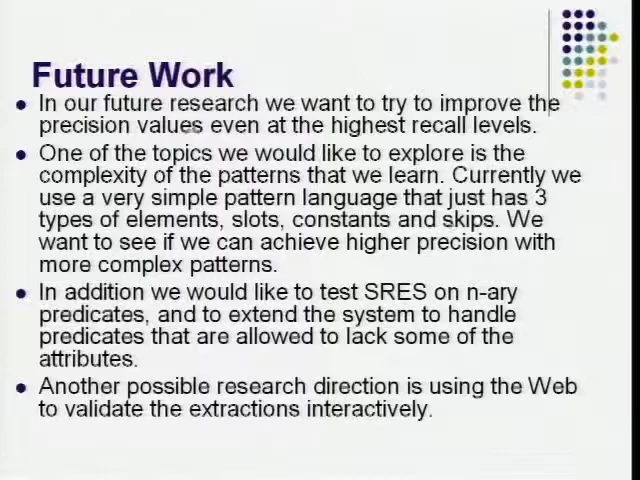 Future Work
In our future research we want to try to improve the
precision values even at the highest recall levels.
One of the topics we would like to explore is the
complexity of the patterns that we learn. Currently we
use a very simple pattern language that just has 3
types of elements, slots, constants and skips. We
want to see if we can achieve higher precision with
more complex patterns.
In addition we would like to test SRES on n-ary
predicates, and to extend the system to handle
predicates that are allowed to lack some of the
attributes.
Another possible research direction is using the Web
to validate the extractions interactively.